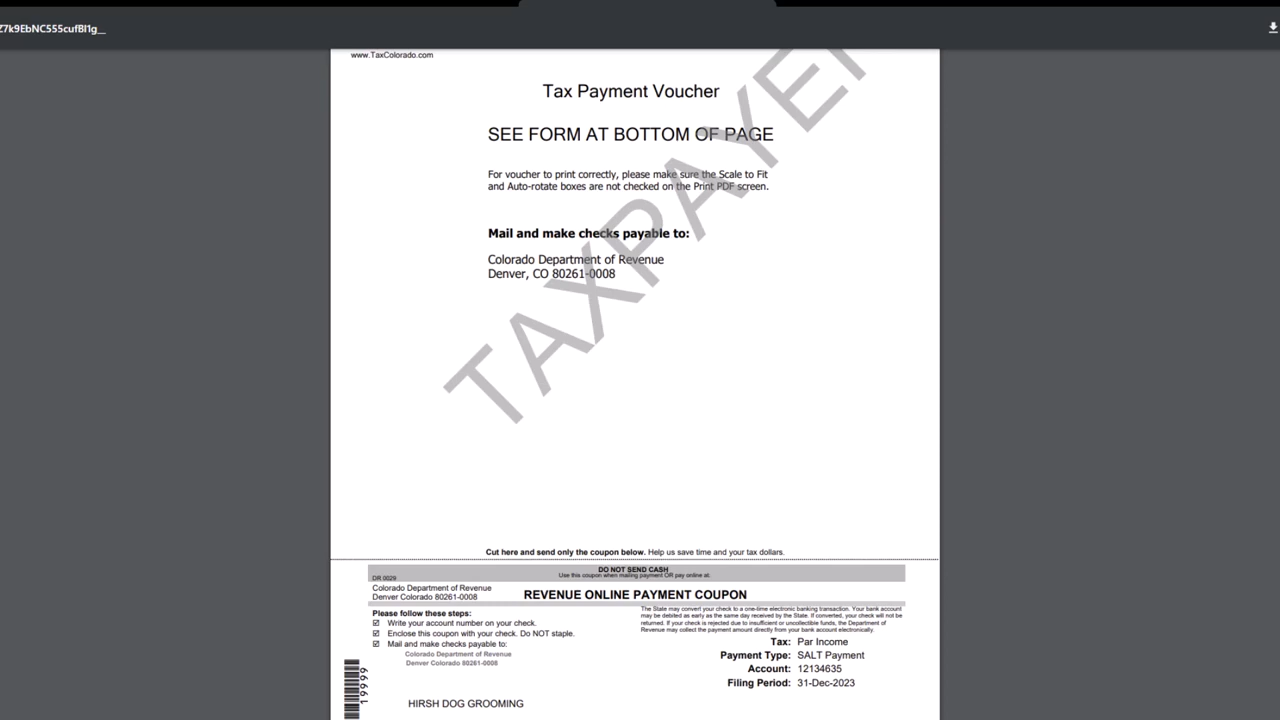 Z7k9EbNC555cufBl1g__
www.TaxColorado.com
Tax Payment Voucher
SEE FORM AT BOTTOM OF PAGE
For voucher to print correctly, please make sure the Scale to Fit
and Auto-rotate boxes are not checked on the Print PDF screen.
Mail and make checks payable to:
Colorado Department of Revenue
Denver, CO 80261-0008
TAXPAYER
Cut here and send only the coupon below. Help us save time and your tax dollars.
DO NOT SEND CASH
Use this coupon when mailing payment OR pay online at:
DR 0029
Colorado Department of Revenue
Denver Colorado 80261-0008
REVENUE ONLINE PAYMENT COUPON
Please follow these steps:
Write your account number on your check.
Enclose this coupon with your check. Do NOT staple.
Mail and make checks payable to:
Colorado Department of Revenue
Denver Colorado 80261-0008
The State may convert your check to a one-time electronic banking transaction. Your bank account
may be debited as early as the same day received by the State. If converted, your check will not be
returned. If your check is rejected due to insufficient or uncollectible funds, the Department of
Revenue may collect the payment amount directly from your bank account electronically.
Tax: Par Income
Payment Type: SALT Payment
Account: 12134635
Filing Period: 31-Dec-2023
19999
HIRSH DOG GROOMING